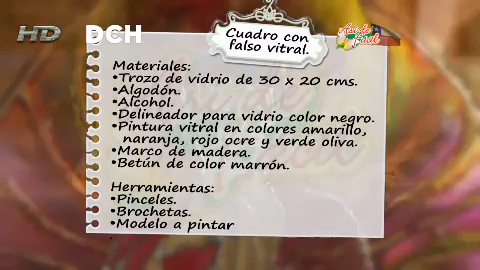 HD DCH
Cuadro con
falso vitral.
Materiales:
•Trozo de vidrio de 30 x 20 cms.
•Algodón.
•Alcohol.
•Delineador para vidrio color negro.
•Pintura vitral en colores amarillo,
naranja, rojo ocre y verde oliva.
•Marco de madera.
•Betún de color marrón.
Herramientas:
•Pinceles.
•Brochetas.
•Modelo a pintar